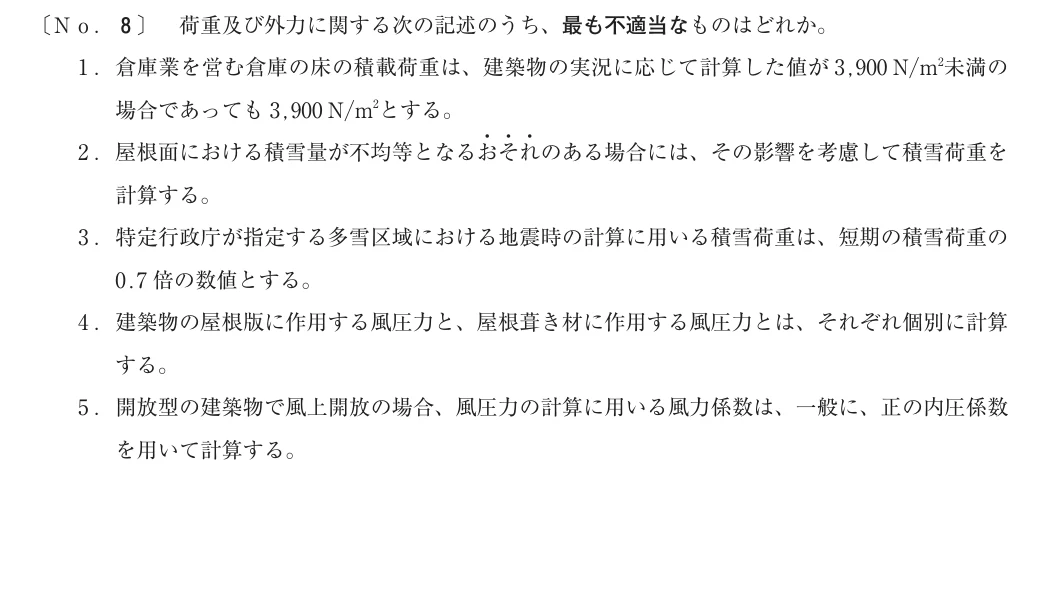 〔No. 8〕 荷重及び外力に関する次の記述のうち、最も不適当なものはどれか。
1. 倉庫業を営む倉庫の床の積載荷重は、建築物の実況に応じて計算した値が 3,900 N/m²未満の
場合であっても 3,900 N/m²とする。
2. 屋根面における積雪量が不均等となるおそれのある場合には、その影響を考慮して積雪荷重を
計算する。
3. 特定行政庁が指定する多雪区域における地震時の計算に用いる積雪荷重は、短期の積雪荷重の
0.7 倍の数値とする。
4. 建築物の屋根版に作用する風圧力と、屋根葺き材に作用する風圧力とは、それぞれ個別に計算
する。
5. 開放型の建築物で風上開放の場合、風圧力の計算に用いる風力係数は、一般に、正の内圧係数
を用いて計算する。